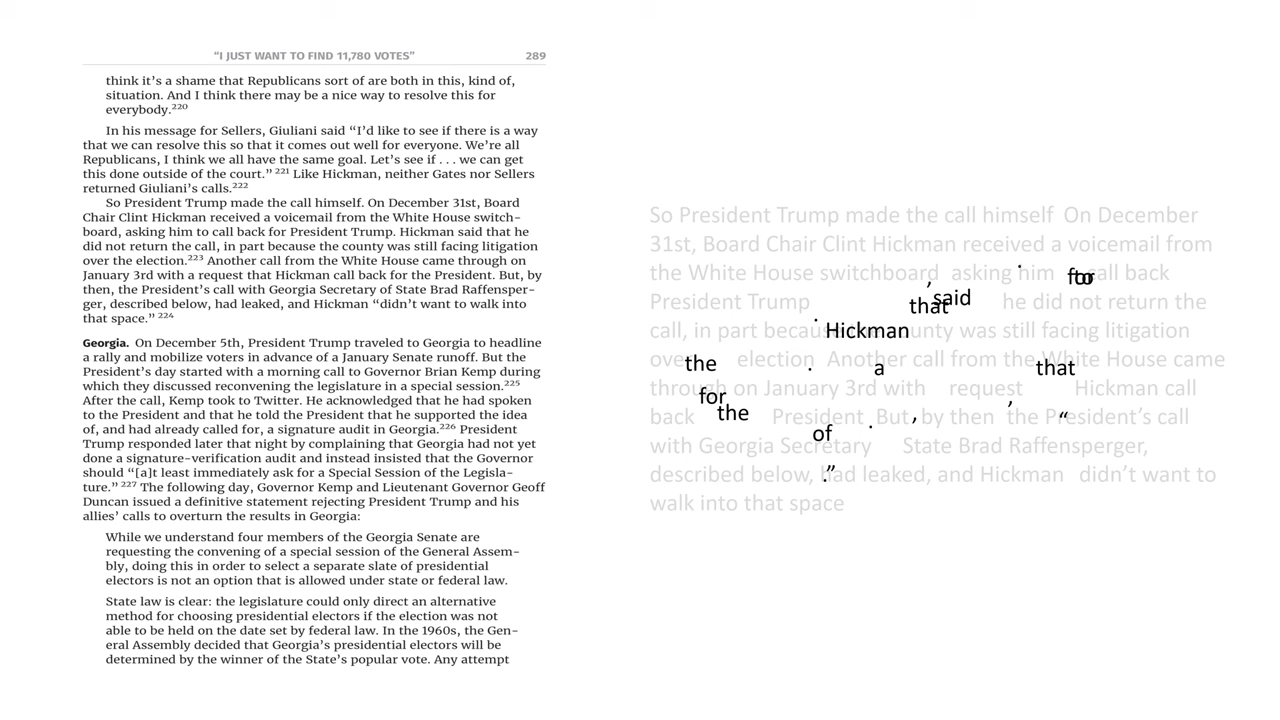 “I JUST WANT TO FIND 11,780 VOTES” 289
think it’s a shame that Republicans sort of are both in this, kind of,
situation. And I think there may be a nice way to resolve this for
everybody.220
In his message for Sellers, Giuliani said “I’d like to see if there is a way
that we can resolve this so that it comes out well for everyone. We’re all
Republicans, I think we all have the same goal. Let’s see if . . . we can get
this done outside of the court.” 221 Like Hickman, neither Gates nor Sellers
returned Giuliani’s calls.222
So President Trump made the call himself. On December 31st, Board
Chair Clint Hickman received a voicemail from the White House switch-
board, asking him to call back for President Trump. Hickman said that he
did not return the call, in part because the county was still facing litigation
over the election.223 Another call from the White House came through on
January 3rd with a request that Hickman call back for the President. But, by
then, the President’s call with Georgia Secretary of State Brad Raffensper-
ger, described below, had leaked, and Hickman “didn’t want to walk into
that space.” 224
Georgia. On December 5th, President Trump traveled to Georgia to headline
a rally and mobilize voters in advance of a January Senate runoff. But the
President’s day started with a morning call to Governor Brian Kemp during
which they discussed reconvening the legislature in a special session.225
After the call, Kemp took to Twitter. He acknowledged that he had spoken
to the President and that he told the President that he supported the idea
of, and had already called for, a signature audit in Georgia.226 President
Trump responded later that night by complaining that Georgia had not yet
done a signature-verification audit and instead insisted that the Governor
should “[a]t least immediately ask for a Special Session of the Legisla-
ture.” 227 The following day, Governor Kemp and Lieutenant Governor Geoff
Duncan issued a definitive statement rejecting President Trump and his
allies’ calls to overturn the results in Georgia:
While we understand four members of the Georgia Senate are
requesting the convening of a special session of the General Assem-
bly, doing this in order to select a separate slate of presidential
electors is not an option that is allowed under state or federal law.
State law is clear: the legislature could only direct an alternative
method for choosing presidential electors if the election was not
able to be held on the date set by federal law. In the 1960s, the Gen-
eral Assembly decided that Georgia’s presidential electors will be
determined by the winner of the State’s popular vote. Any attempt
So President Trump made the call himself On December
31st, Board Chair Clint Hickman received a voicemail from
the White House switchboard asking him . for to call back
President Trump , that said he did not return the
call, in part . Hickman was still facing litigation
the election . Another a call from the White House that came
through for on January 3rd with request , Hickman call
back the President . But , by then the President’s “ call
with Georgia Secretary of State Brad Raffensperger,
described below, ” . had leaked, and Hickman didn’t want to
walk into that space